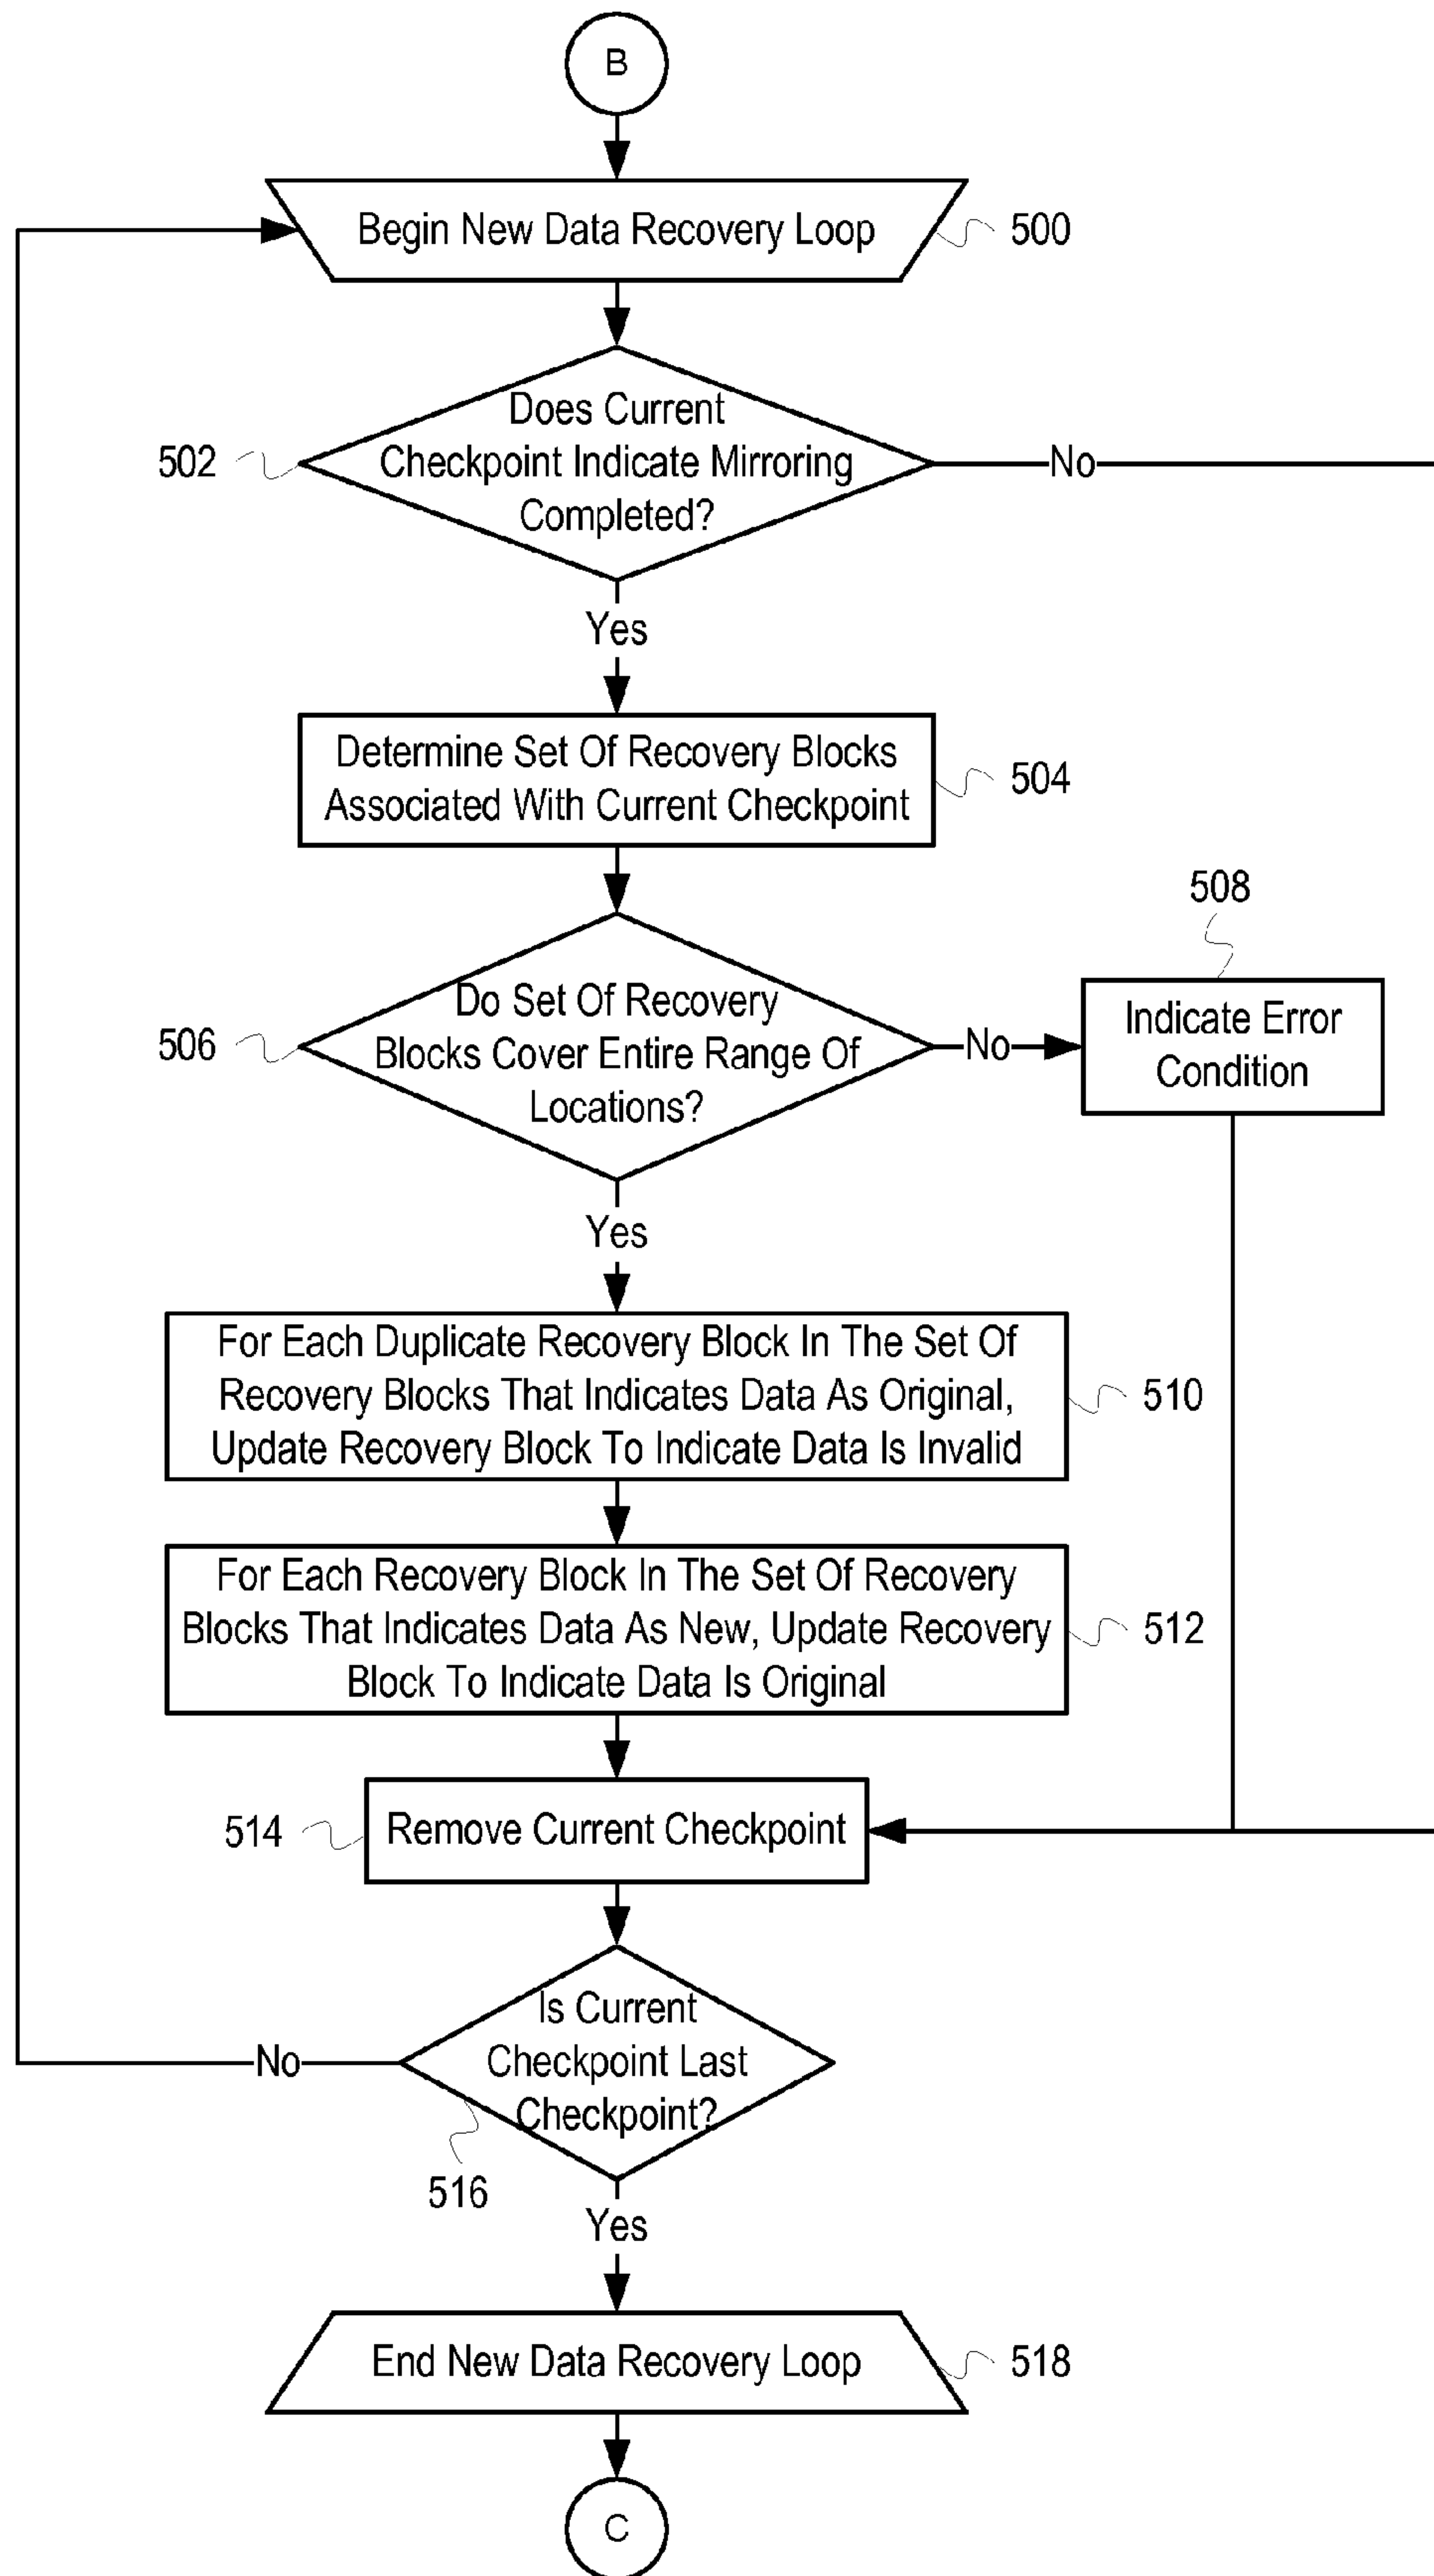 B
Begin New Data Recovery Loop
500
Does Current
Checkpoint Indicate Mirroring
Completed?
502
No
Yes
Determine Set Of Recovery Blocks
Associated With Current Checkpoint
504
Do Set Of Recovery
Blocks Cover Entire Range Of
Locations?
506
No
508
Indicate Error
Condition
Yes
For Each Duplicate Recovery Block In The Set Of
Recovery Blocks That Indicates Data As Original,
Update Recovery Block To Indicate Data Is Invalid
510
For Each Recovery Block In The Set Of Recovery
Blocks That Indicates Data As New, Update Recovery
Block To Indicate Data Is Original
512
514
Remove Current Checkpoint
Is Current
Checkpoint Last
Checkpoint?
No
516
Yes
End New Data Recovery Loop
518
C